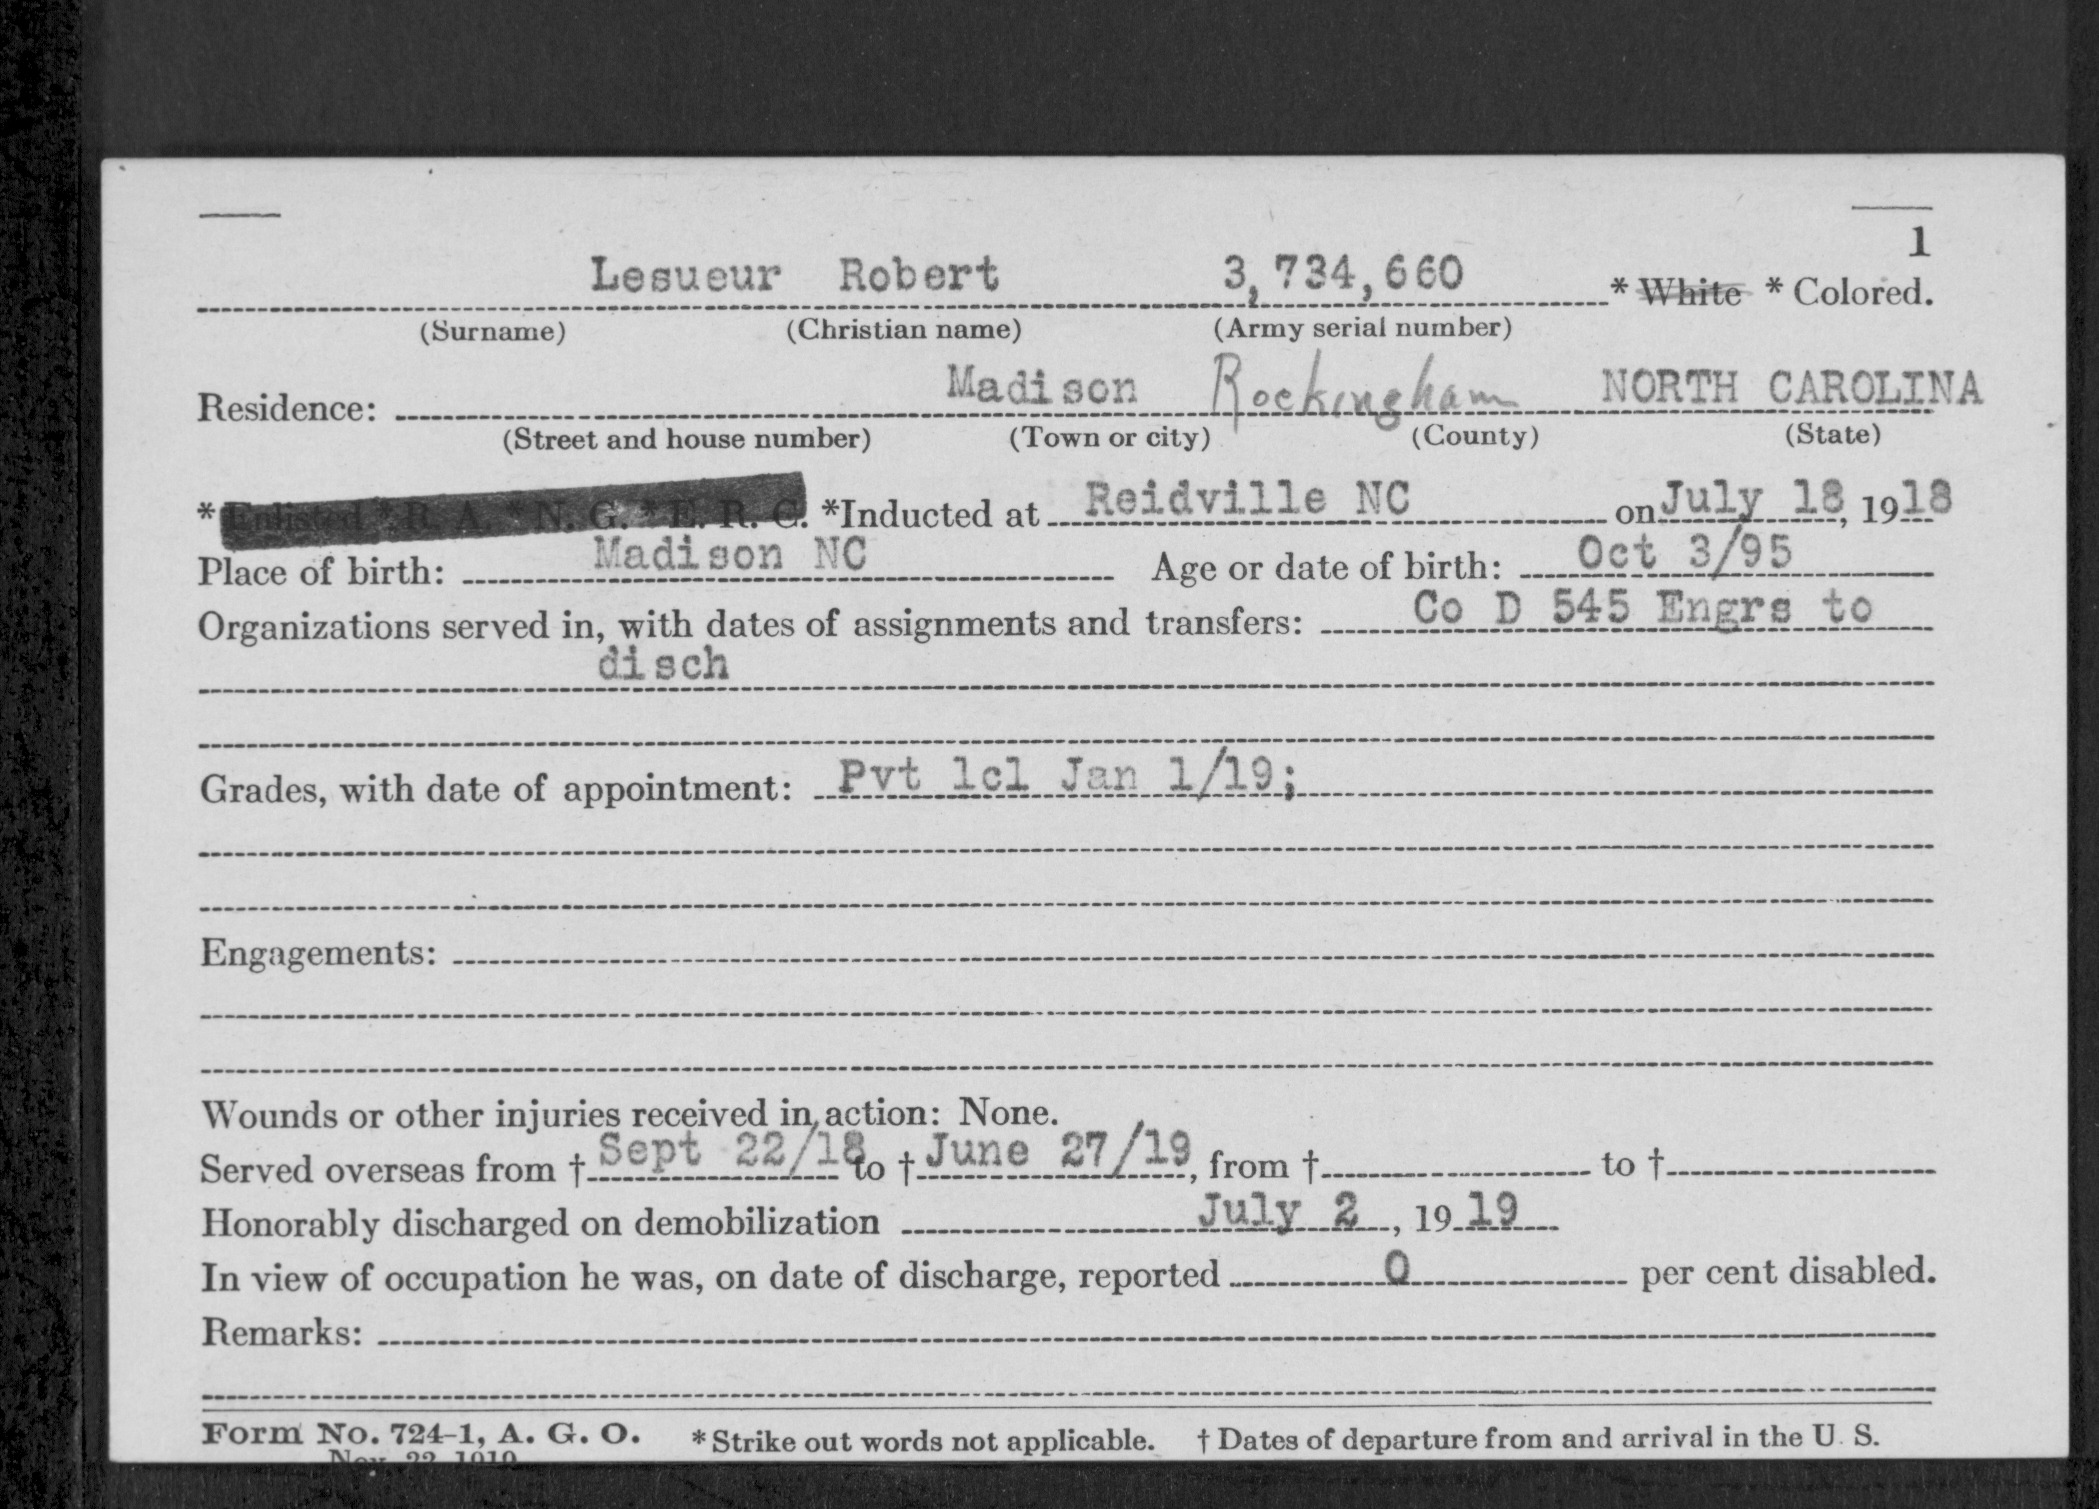 1
Lesueur Robert 3,734,660 * White * Colored.
(Surname) (Christian name) (Army serial number)
Residence: Madison Rockingham NORTH CAROLINA
(Street and house number) (Town or city) (County) (State)
* Enlisted * R. A. * N. G. * E. R. C. *Inducted at Reidville NC on July 18, 1918
Place of birth: Madison NC Age or date of birth: Oct 3/95
Organizations served in, with dates of assignments and transfers: Co D 545 Engrs to
disch
Grades, with date of appointment: Pvt 1cl Jan 1/19;
Engagements:
Wounds or other injuries received in action: None.
Served overseas from † Sept 22/18 to † June 27/19, from † to †
Honorably discharged on demobilization July 2, 1919
In view of occupation he was, on date of discharge, reported 0 per cent disabled.
Remarks:
Form No. 724-1, A. G. O. * Strike out words not applicable. † Dates of departure from and arrival in the U. S.
Nov. 22, 1919